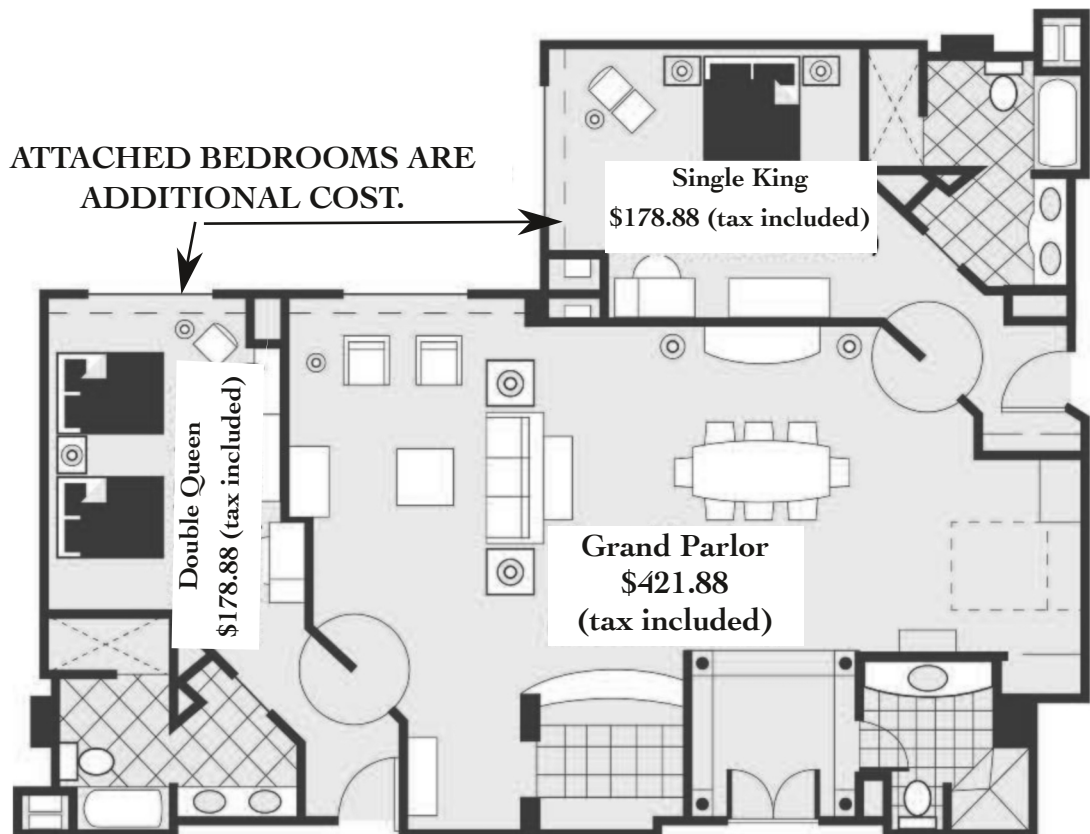 ATTACHED BEDROOMS ARE
ADDITIONAL COST.
Single King
$178.88 (tax included)
Double Queen
$178.88 (tax included)
Grand Parlor
$421.88
(tax included)